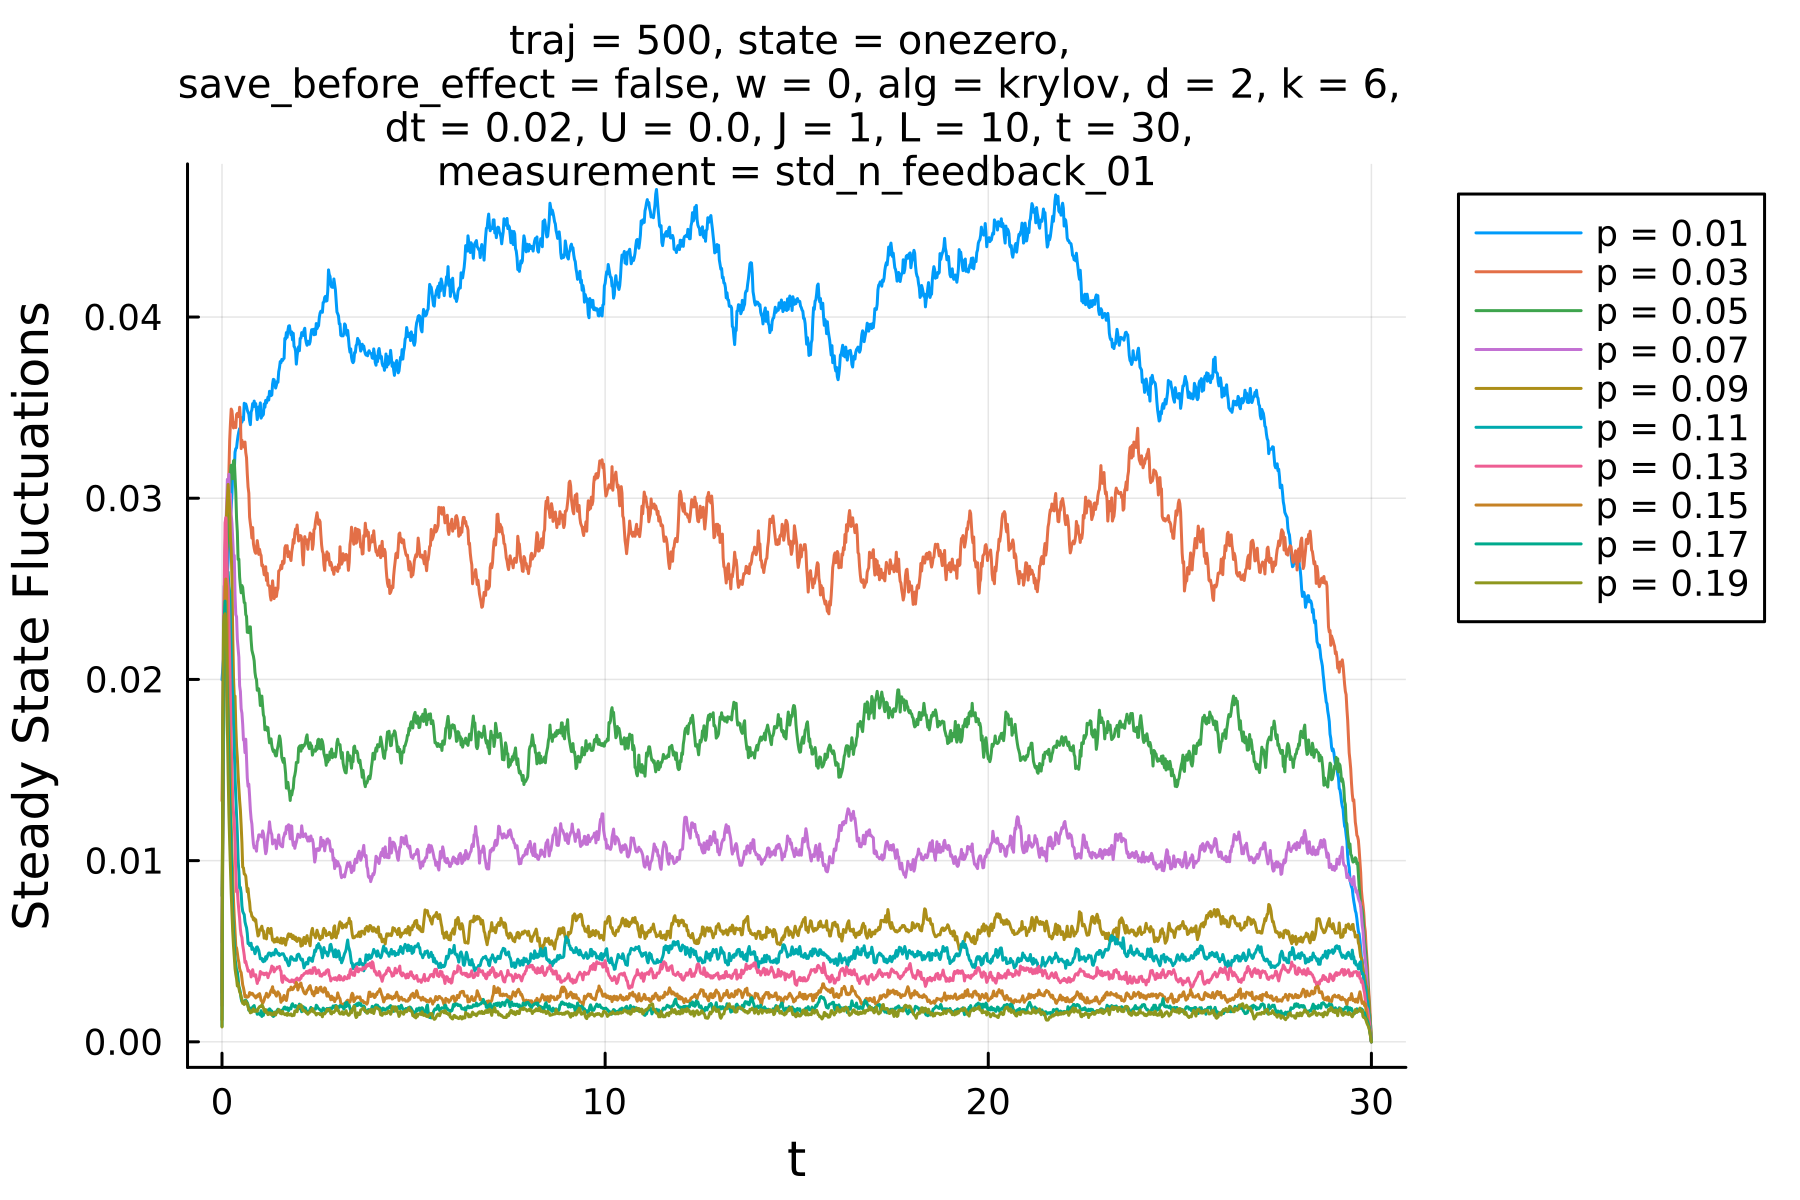 traj = 500, state = onezero,
save_before_effect = false, w = 0, alg = krylov, d = 2, k = 6,
dt = 0.02, U = 0.0, J = 1, L = 10, t = 30,
measurement = std_n_feedback_01
Steady State Fluctuations
0.04
0.03
0.02
0.01
0.00
0
10
20
30
t
p = 0.01
p = 0.03
p = 0.05
p = 0.07
p = 0.09
p = 0.11
p = 0.13
p = 0.15
p = 0.17
p = 0.19